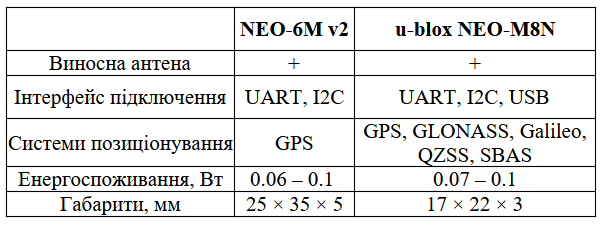 NEO-6M v2 u-blox NEO-M8N
Виносна антена + +
Інтерфейс підключення UART, I2C UART, I2C, USB
Системи позиціонування GPS GPS, GLONASS, Galileo,
QZSS, SBAS
Енергоспоживання, Вт 0.06 – 0.1 0.07 – 0.1
Габарити, мм 25 × 35 × 5 17 × 22 × 3